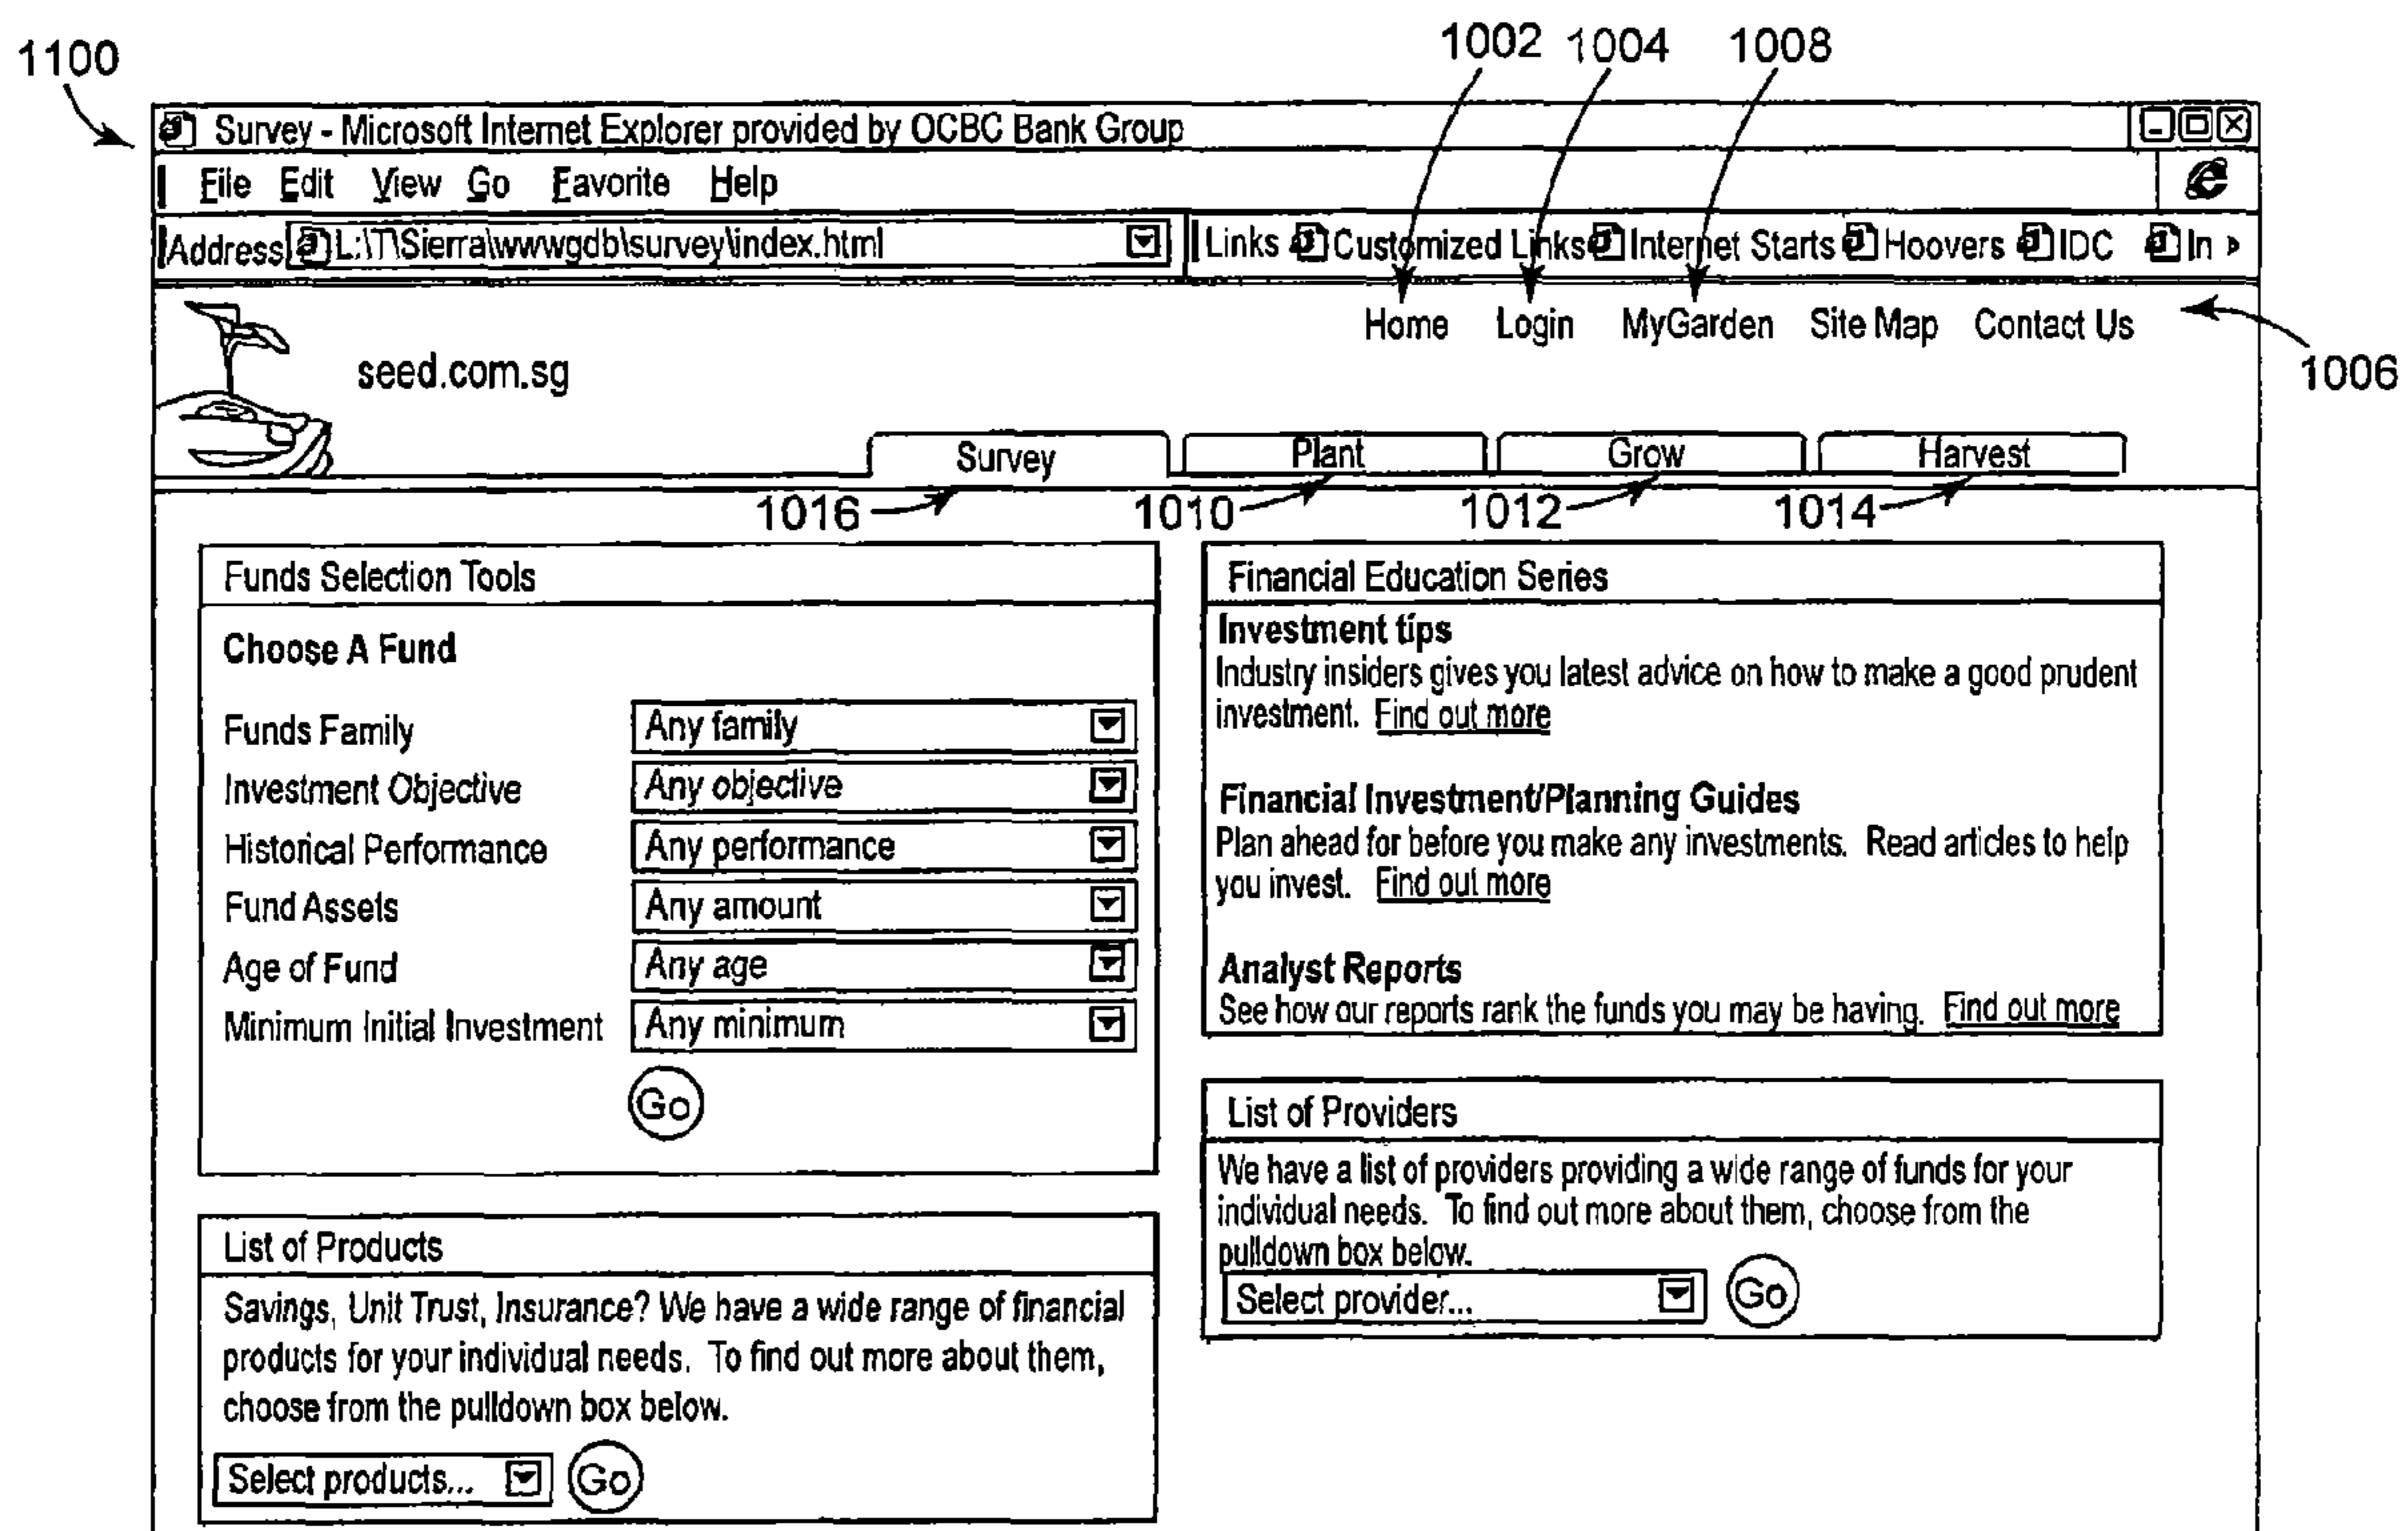 1100
1002 1004 1008
Survey - Microsoft Internet Explorer provided by OCBC Bank Group
File Edit View Go Favorite Help
Address L:\T\Sierra\wwwgdb\survey\index.html Links Customized Links Internet Starts Hoovers IDC In
Home Login MyGarden Site Map Contact Us
1006
seed.com.sg
Survey Plant Grow Harvest
1016 1010 1012 1014
Funds Selection Tools
Choose A Fund
Funds Family Any family
Investment Objective Any objective
Historical Performance Any performance
Fund Assets Any amount
Age of Fund Any age
Minimum Initial Investment Any minimum
Go
List of Products
Savings, Unit Trust, Insurance? We have a wide range of financial
products for your individual needs. To find out more about them,
choose from the pulldown box below.
Select products... Go
Financial Education Series
Investment tips
Industry insiders gives you latest advice on how to make a good prudent
investment. Find out more
Financial Investment/Planning Guides
Plan ahead for before you make any investments. Read articles to help
you invest. Find out more
Analyst Reports
See how our reports rank the funds you may be having. Find out more
List of Providers
We have a list of providers providing a wide range of funds for your
individual needs. To find out more about them, choose from the
pulldown box below.
Select provider... Go